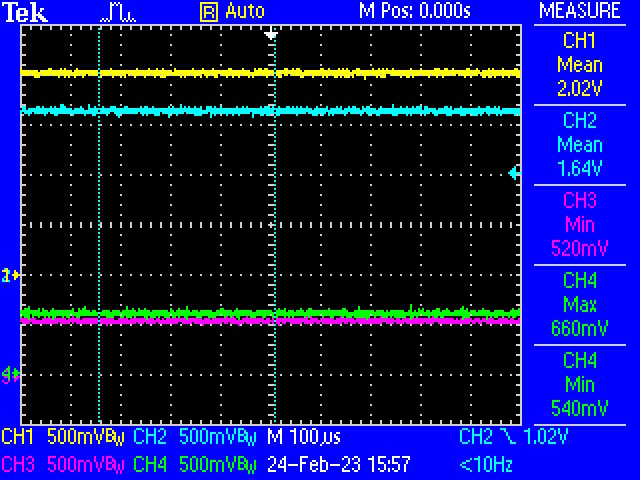 Tek R Auto M Pos: 0.000s MEASURE
CH1
Mean
2.02V
CH2
Mean
1.64V
CH3
Min
520mV
CH4
Max
660mV
CH4
Min
540mV
CH1 500mVBW CH2 500mVBW M 100µs CH2 1.02V
CH3 500mVBW CH4 500mVBW 24-Feb-23 15:57 <10Hz